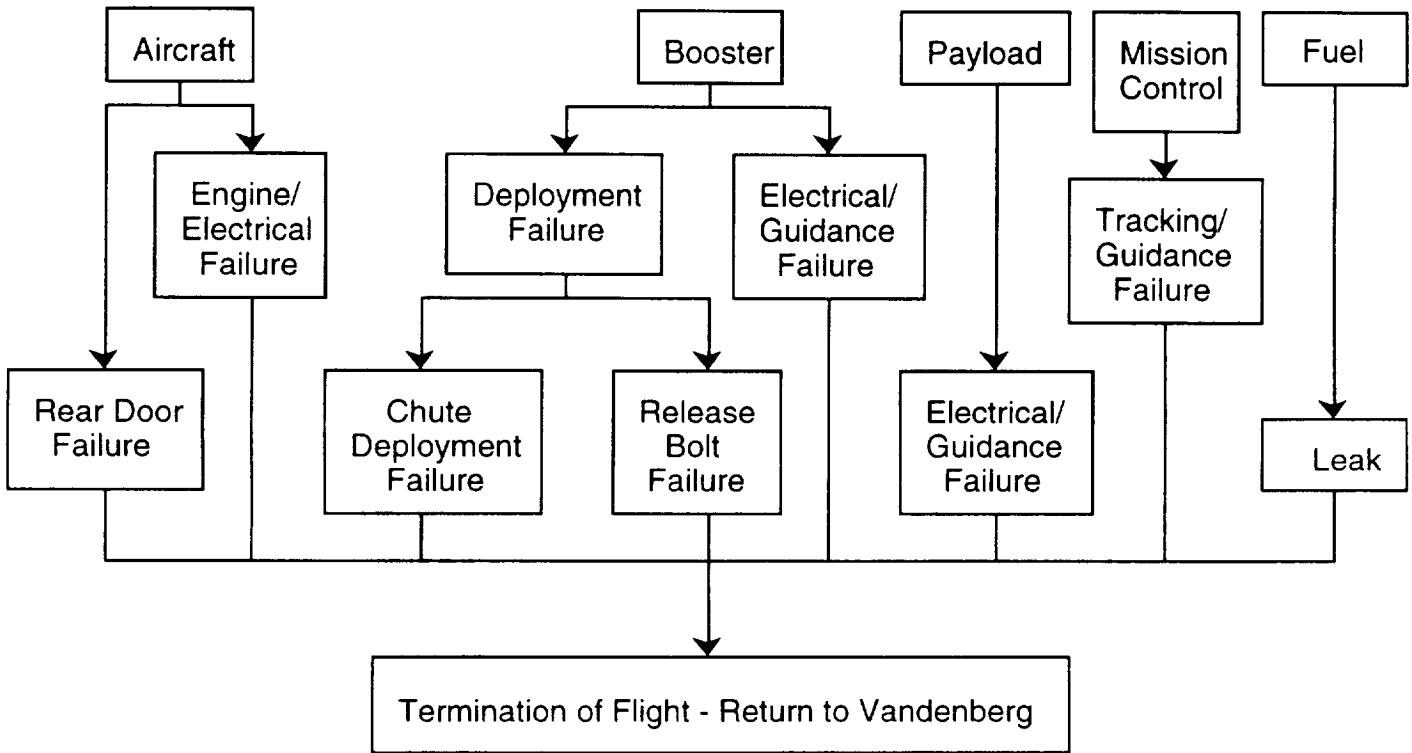 Aircraft
Booster
Payload
Mission
Control
Fuel
Engine/
Electrical
Failure
Deployment
Failure
Electrical/
Guidance
Failure
Tracking/
Guidance
Failure
Rear Door
Failure
Chute
Deployment
Failure
Release
Bolt
Failure
Electrical/
Guidance
Failure
Leak
Termination of Flight - Return to Vandenberg